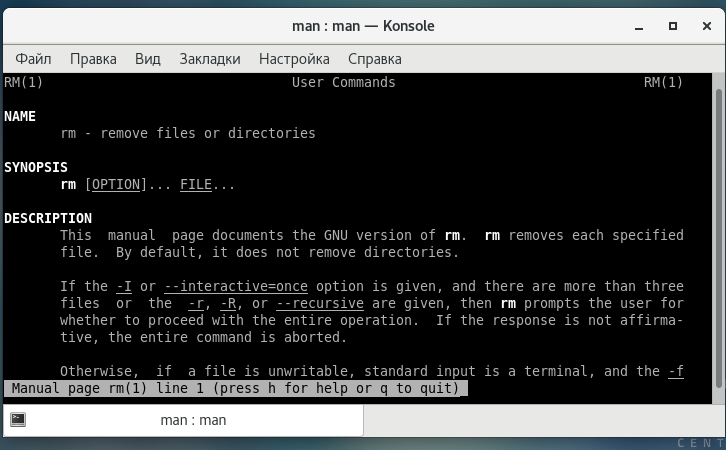 man : man — Konsole
Файл Правка Вид Закладки Настройка Справка
RM(1) User Commands RM(1)
NAME
rm - remove files or directories
SYNOPSIS
rm [OPTION]... FILE...
DESCRIPTION
This manual page documents the GNU version of rm. rm removes each specified
file. By default, it does not remove directories.
If the -I or --interactive=once option is given, and there are more than three
files or the -r, -R, or --recursive are given, then rm prompts the user for
whether to proceed with the entire operation. If the response is not affirma-
tive, the entire command is aborted.
Otherwise, if a file is unwritable, standard input is a terminal, and the -f
Manual page rm(1) line 1 (press h for help or q to quit)
man : man
CENT